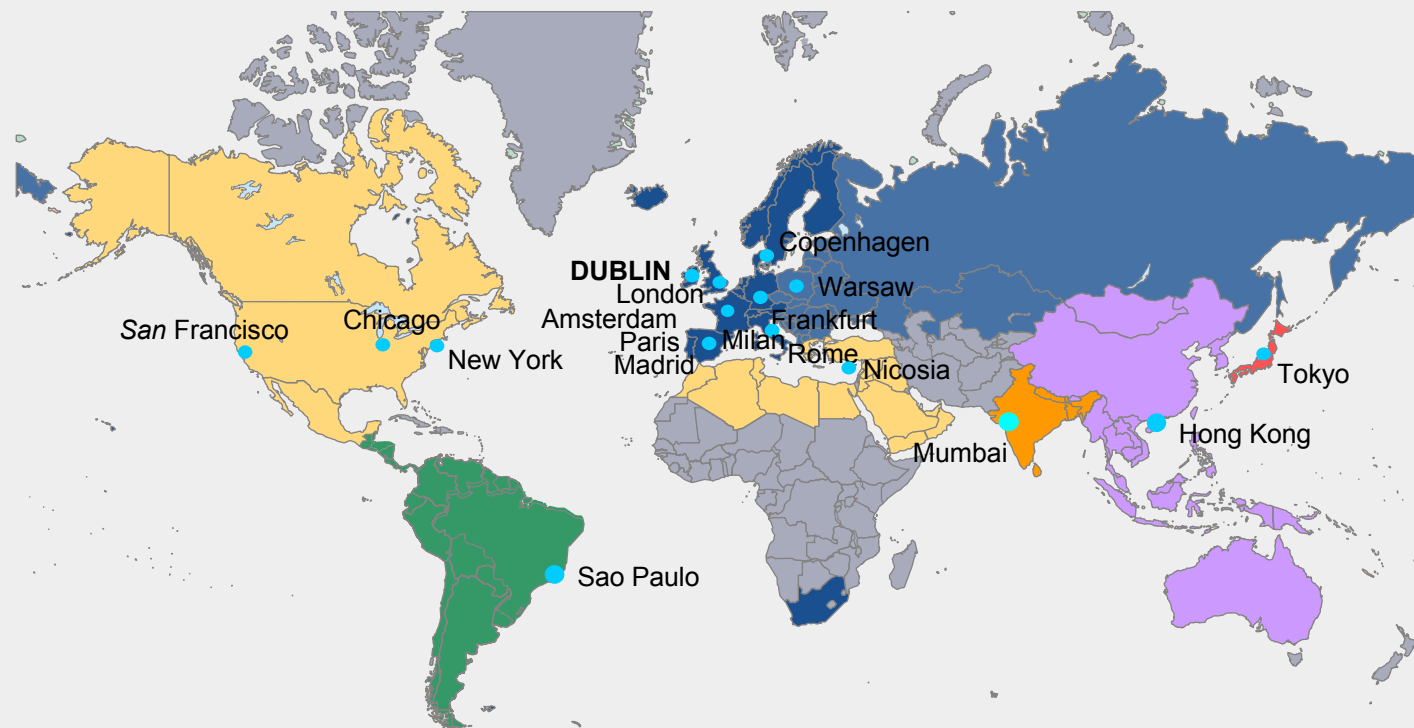 Copenhagen
DUBLIN
Warsaw
London
Amsterdam
Frankfurt
San Francisco
Chicago
Paris
Milan
Rome
New York
Madrid
Nicosia
Tokyo
Hong Kong
Mumbai
Sao Paulo